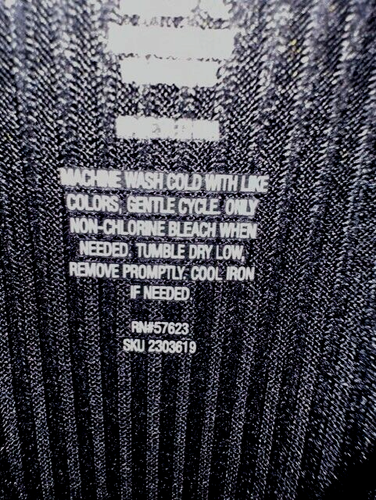 MACHINE WASH COLD WITH LIKE
COLORS, GENTLE CYCLE. ONLY
NON-CHLORINE BLEACH WHEN
NEEDED. TUMBLE DRY LOW,
REMOVE PROMPTLY. COOL IRON
IF NEEDED.
RN#57623
SKU 2303619